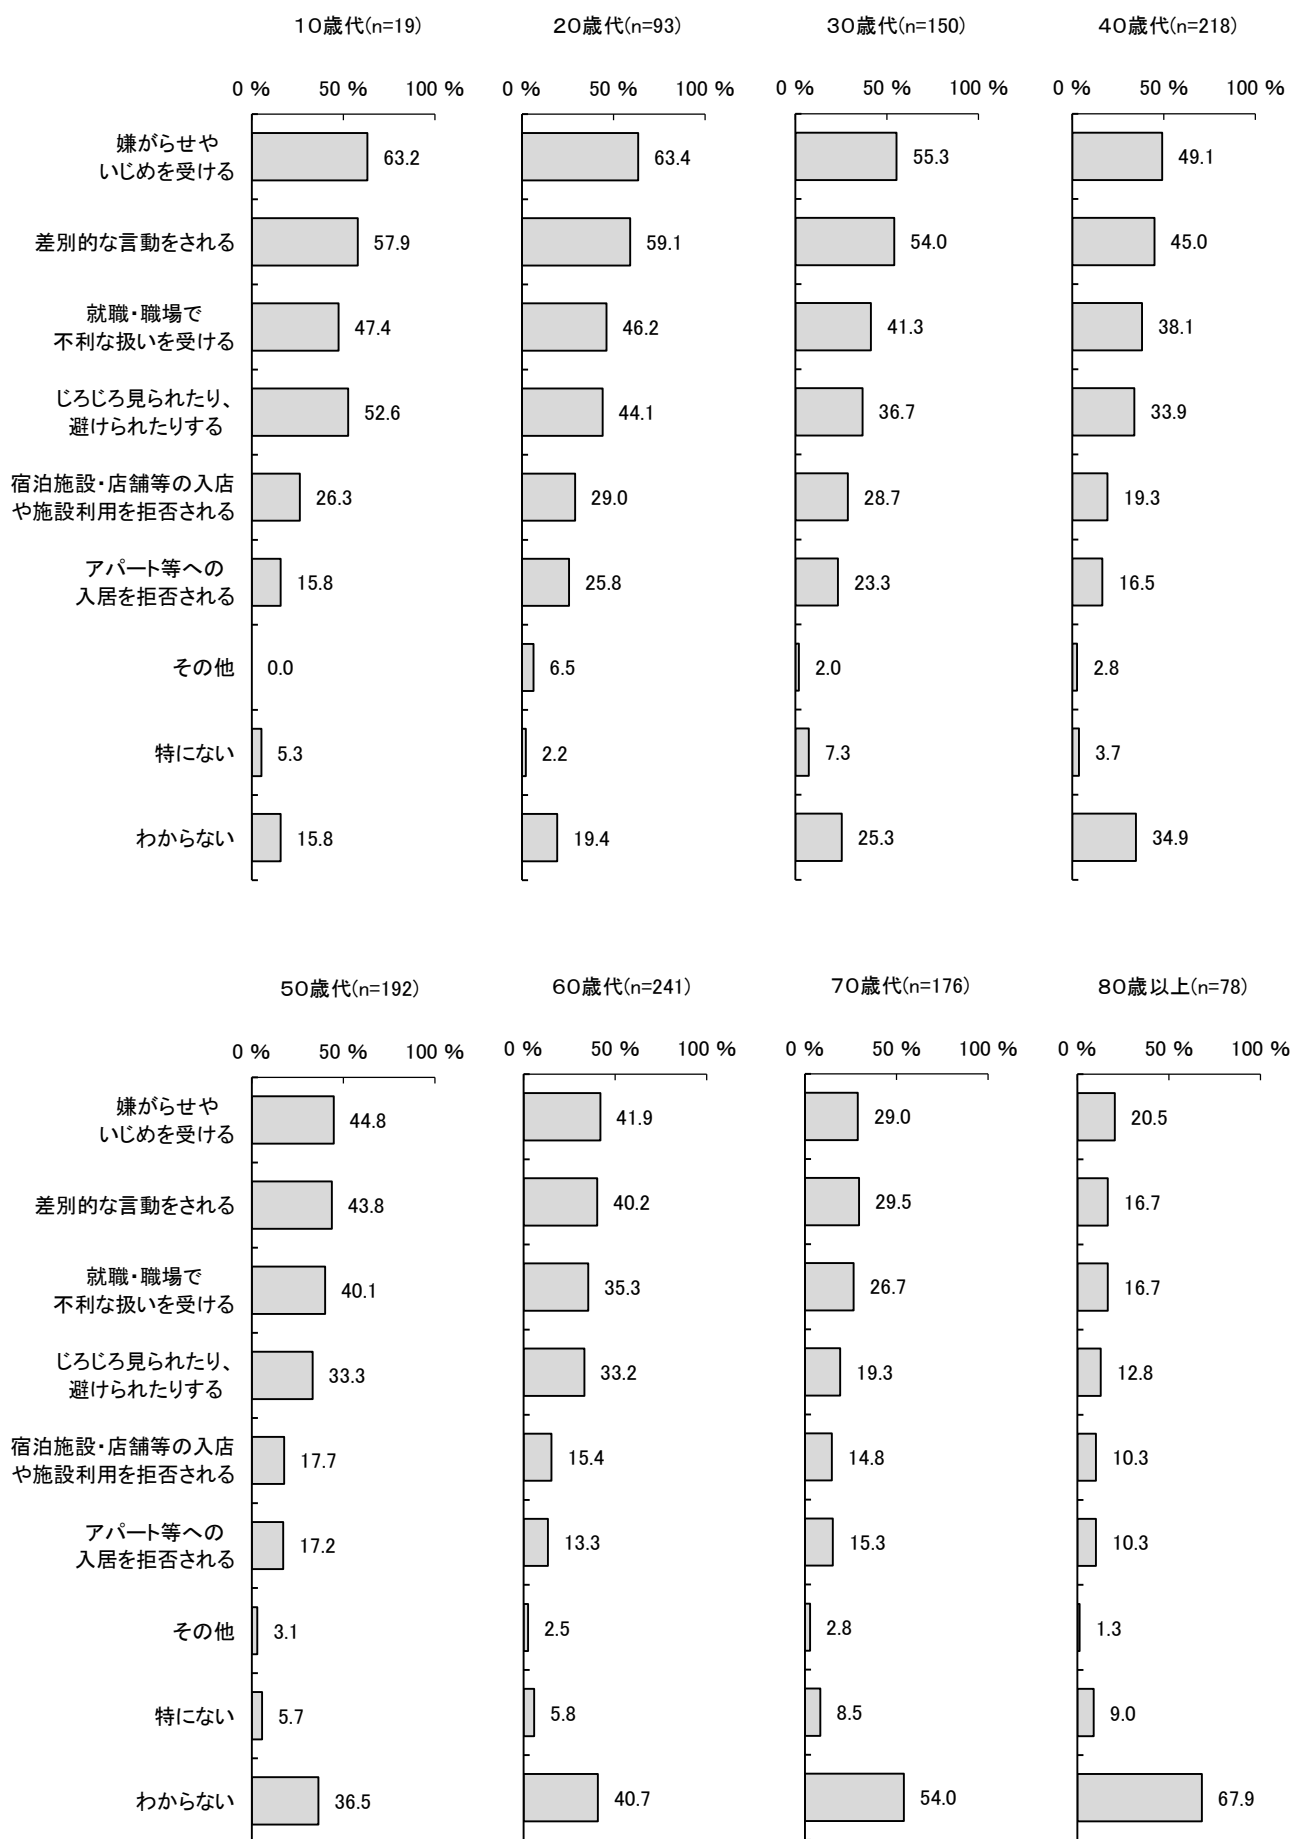 10歳代(n=19) 20歳代(n=93) 30歳代(n=150) 40歳代(n=218)
0 % 50 % 100 % 0 % 50 % 100 % 0 % 50 % 100 % 0 % 50 % 100 %
嫌がらせや
いじめを受ける 63.2 63.4 55.3 49.1
差別的な言動をされる 57.9 59.1 54.0 45.0
就職・職場で
不利な扱いを受ける 47.4 46.2 41.3 38.1
じろじろ見られたり、
避けられたりする 52.6 44.1 36.7 33.9
宿泊施設・店舗等の入店
や施設利用を拒否される 26.3 29.0 28.7 19.3
アパート等への
入居を拒否される 15.8 25.8 23.3 16.5
その他 0.0 6.5 2.0 2.8
特にない 5.3 2.2 7.3 3.7
わからない 15.8 19.4 25.3 34.9
50歳代(n=192) 60歳代(n=241) 70歳代(n=176) 80歳以上(n=78)
0 % 50 % 100 % 0 % 50 % 100 % 0 % 50 % 100 % 0 % 50 % 100 %
嫌がらせや
いじめを受ける 44.8 41.9 29.0 20.5
差別的な言動をされる 43.8 40.2 29.5 16.7
就職・職場で
不利な扱いを受ける 40.1 35.3 26.7 16.7
じろじろ見られたり、
避けられたりする 33.3 33.2 19.3 12.8
宿泊施設・店舗等の入店
や施設利用を拒否される 17.7 15.4 14.8 10.3
アパート等への
入居を拒否される 17.2 13.3 15.3 10.3
その他 3.1 2.5 2.8 1.3
特にない 5.7 5.8 8.5 9.0
わからない 36.5 40.7 54.0 67.9